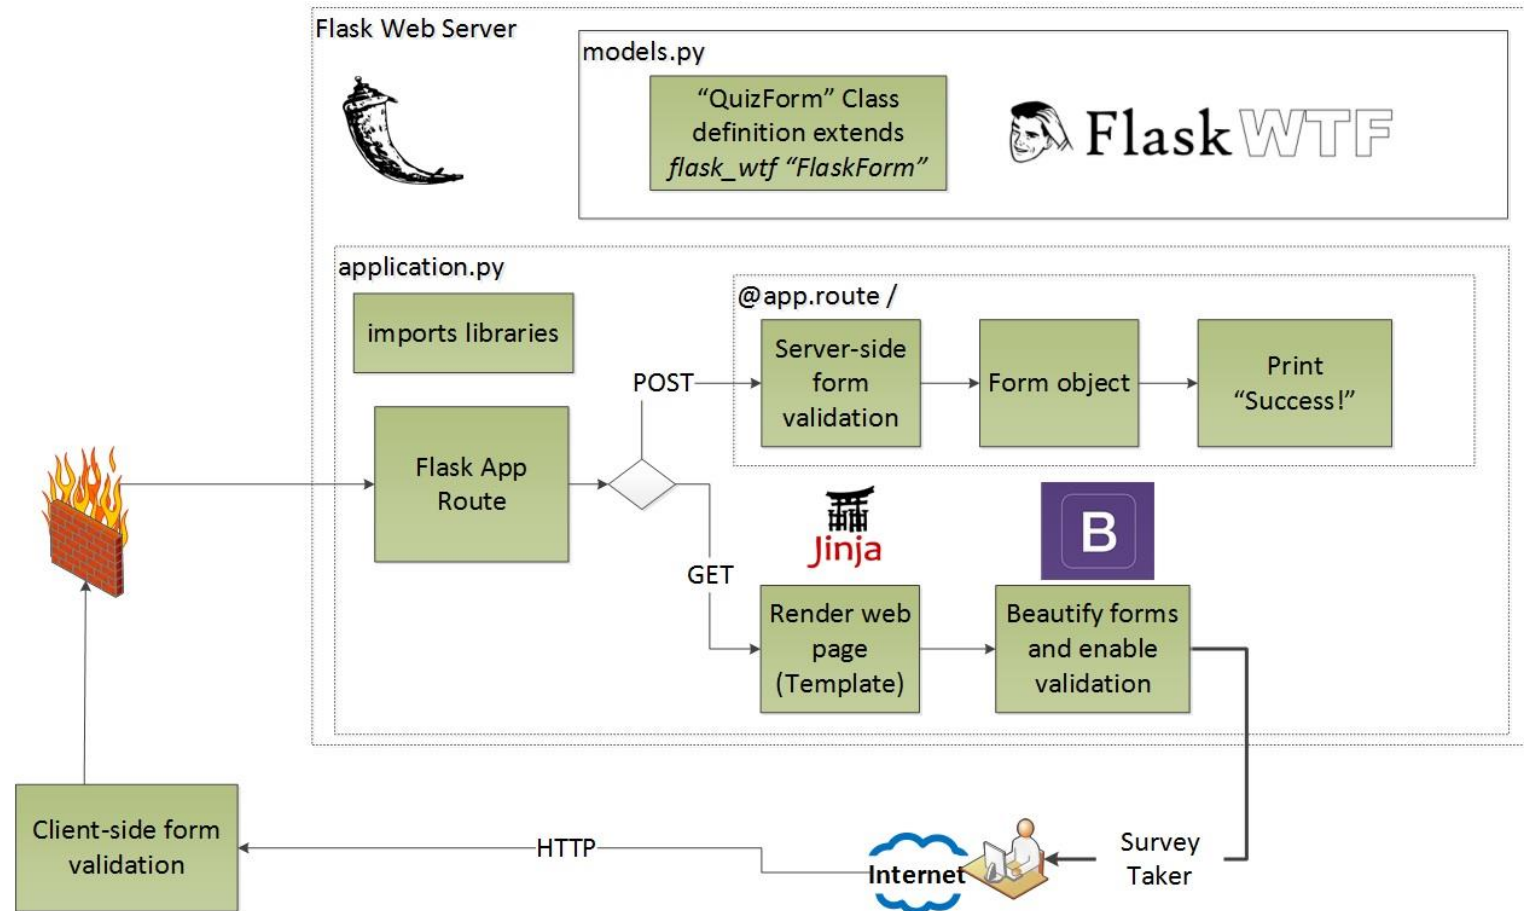 Flask Web Server
models.py
“QuizForm” Class
definition extends
flask_wtf “FlaskForm”
Flask WTF
application.py
imports libraries
@app.route /
Server-side
form
validation
Form object
Print
“Success!”
POST
Flask App
Route
Jinja
B
GET
Render web
page
(Template)
Beautify forms
and enable
validation
Client-side form
validation
HTTP
Internet
Survey
Taker